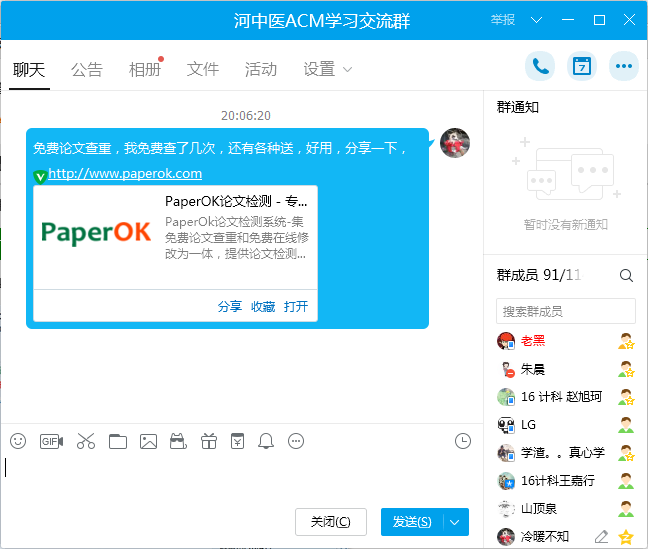 河中医ACM学习交流群
举报
聊天 公告 相册 文件 活动 设置
7
20:06:20
免费论文查重，我免费查了几次，还有各种送，好用，分享一下，
http://www.paperok.com
PaperOK
PaperOK论文检测 - 专...
PaperOk论文检测系统-集
免费论文查重和免费在线修
改为一体，提供论文检测...
分享 收藏 打开
GIF
关闭(C)
发送(S)
群通知
暂时没有新通知
群成员 91/11
搜索群成员
老黑
朱晨
16 计科 赵旭珂
LG
学渣。。真心学
16计科王嘉行
山顶泉
冷暖不知